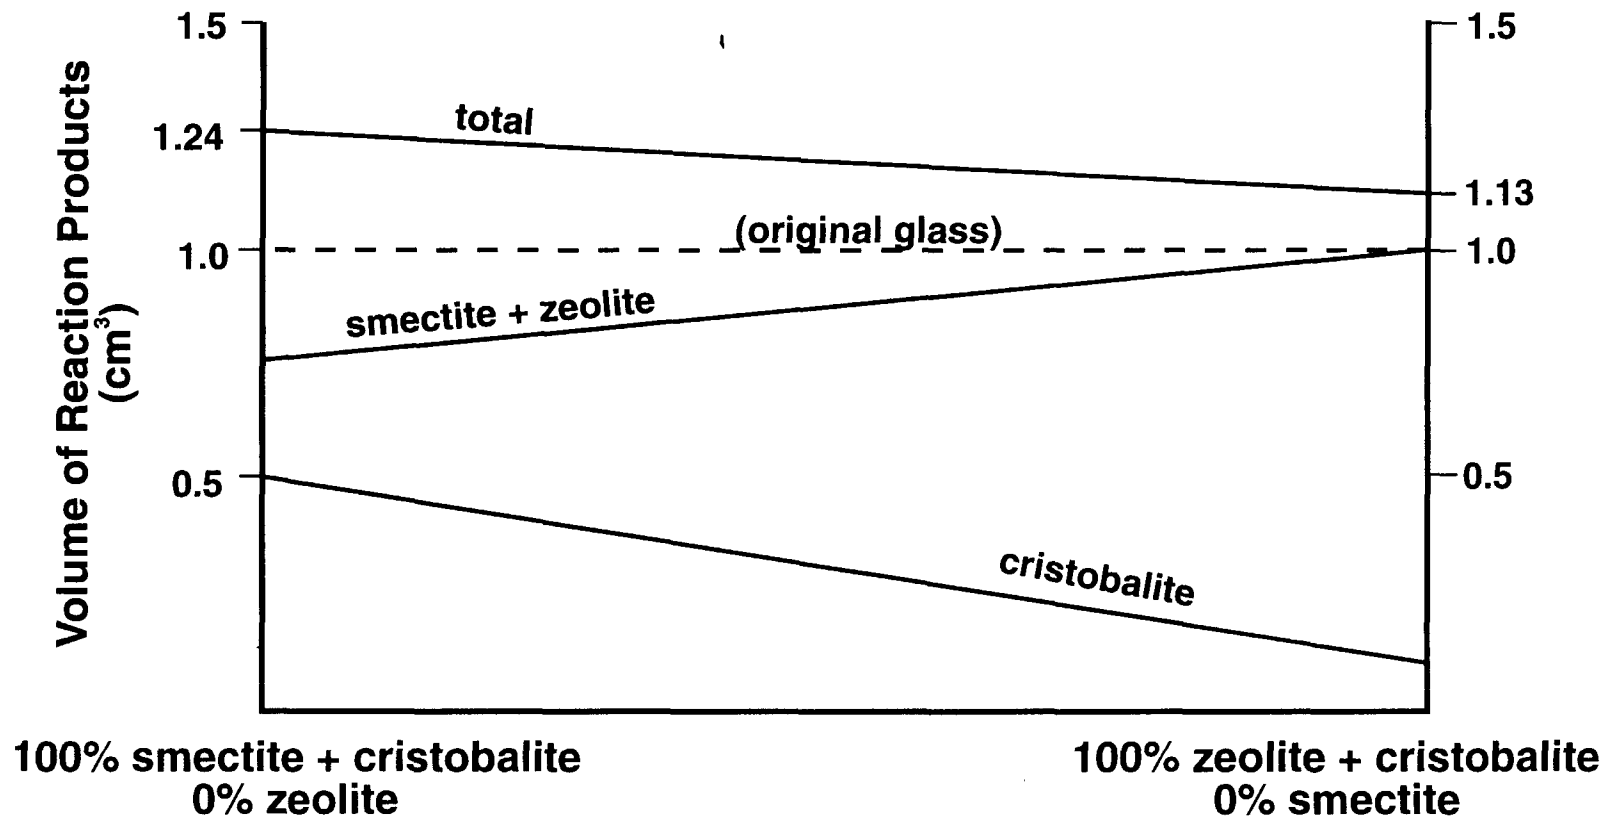 1.5
1.24
1.0
0.5
Volume of Reaction Products
(cm³)
total
(original glass)
smectite + zeolite
cristobalite
1.5
1.13
1.0
0.5
100% smectite + cristobalite
0% zeolite
100% zeolite + cristobalite
0% smectite